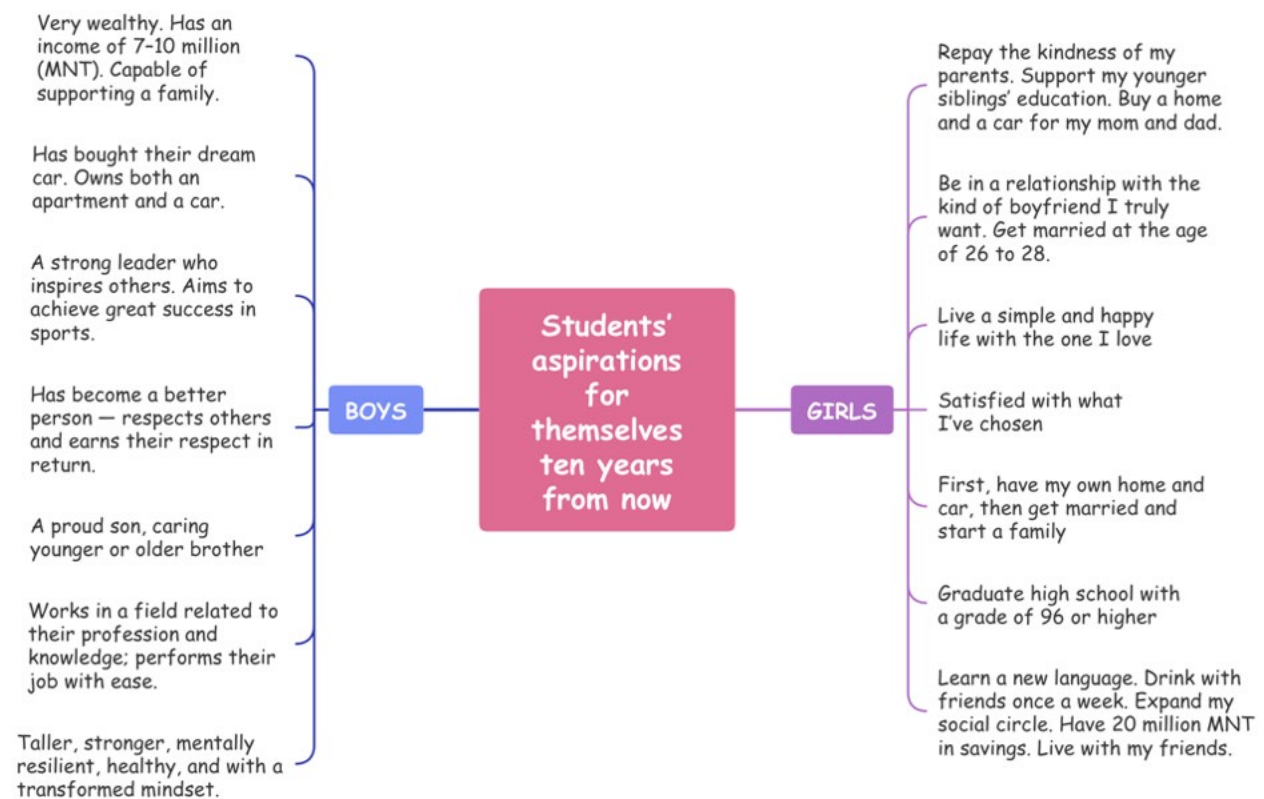 Very wealthy. Has an
income of 7–10 million
(MNT). Capable of
supporting a family.
Has bought their dream
car. Owns both an
apartment and a car.
A strong leader who
inspires others. Aims to
achieve great success in
sports.
Has become a better
person — respects others
and earns their respect in
return.
A proud son, caring
younger or older brother
Works in a field related to
their profession and
knowledge; performs their
job with ease.
Taller, stronger, mentally
resilient, healthy, and with a
transformed mindset.
BOYS
Students'
aspirations
for
themselves
ten years
from now
GIRLS
Repay the kindness of my
parents. Support my younger
siblings' education. Buy a home
and a car for my mom and dad.
Be in a relationship with the
kind of boyfriend I truly
want. Get married at the age
of 26 to 28.
Live a simple and happy
life with the one I love
Satisfied with what
I've chosen
First, have my own home and
car, then get married and
start a family
Graduate high school with
a grade of 96 or higher
Learn a new language. Drink with
friends once a week. Expand my
social circle. Have 20 million MNT
in savings. Live with my friends.